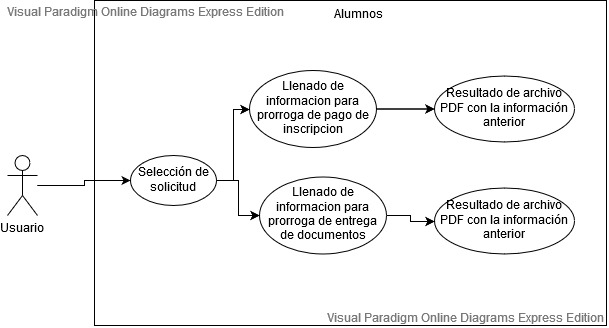 Visual Paradigm Online Diagrams Express Edition
Alumnos
Llenado de
informacion para
prorroga de pago de
inscripcion
Resultado de archivo
PDF con la información
anterior
Selección de
solicitud
Usuario
Llenado de
informacion para
prorroga de entrega
de documentos
Resultado de archivo
PDF con la información
anterior
Visual Paradigm Online Diagrams Express Edition